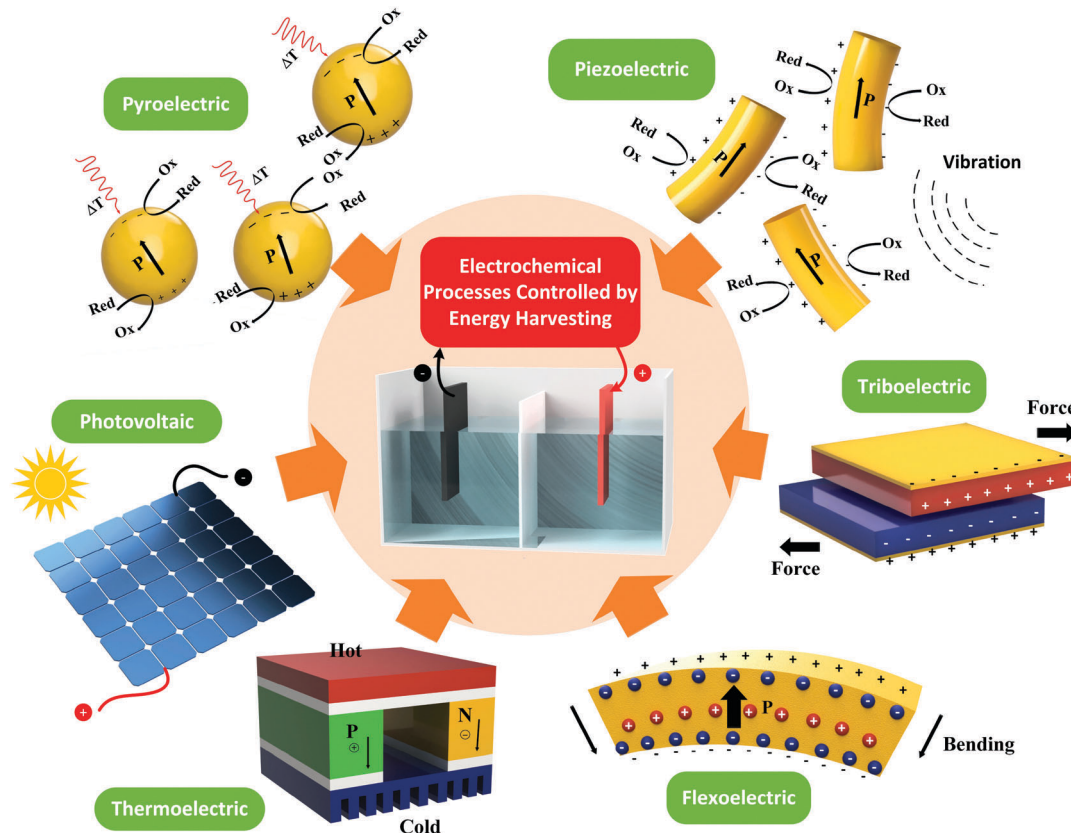 Pyroelectric
ΔT
Ox
Red
P
- - - -
+ + +
Red
Ox
ΔT
Ox
Red
P
Red
Ox
ΔT
Ox
Red
P
Red
Ox
Piezoelectric
Red
Ox
P
Ox
Red
Red
Ox
P
Ox
Red
Red
Ox
P
Ox
Red
Vibration
Electrochemical
Processes Controlled by
Energy Harvesting
-
+
Photovoltaic
-
+
Triboelectric
Force
- - - - - - - -
+ + + + + + + +
- - - - - - - -
+ + + + + + + +
Force
Hot
P
+
N
-
Cold
Thermoelectric
P
Bending
Flexoelectric